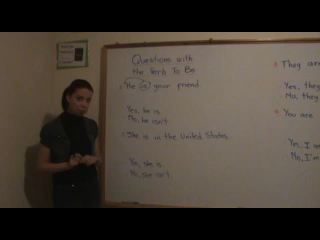 Questions with
the Verb To Be
He is your friend.
Yes, he is
No, he isn't
She is in the United States
Yes, she is
No, she isn't
They are
Yes, they
No, they
You are
Yes, I am
No, I'm